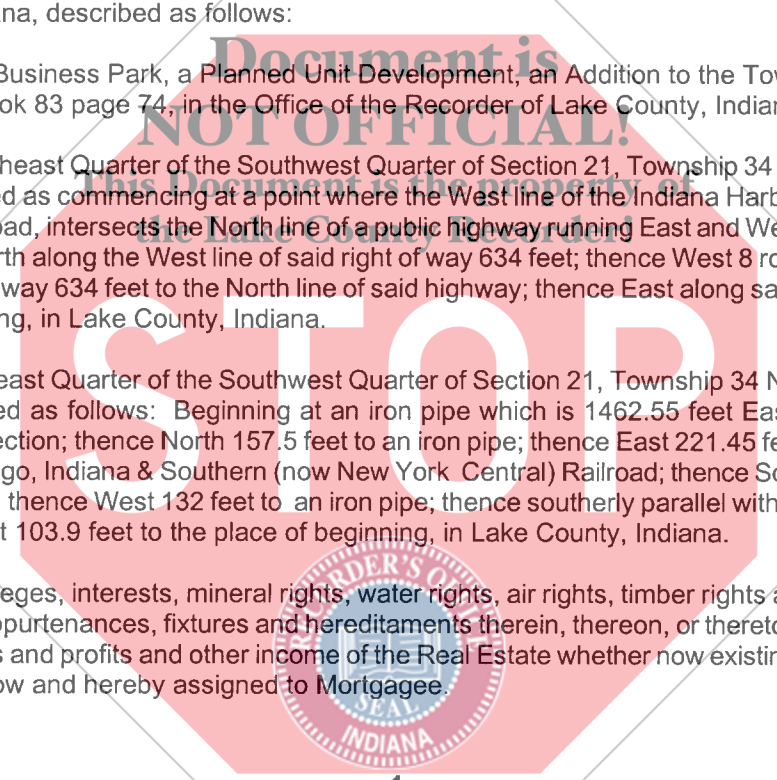 na, described as follows:
Document is
Business Park, a Planned Unit Development, an Addition to the Tow
ok 83 page 74, in the Office of the Recorder of Lake County, Indian
NOT OFFICIAL!
heast Quarter of the Southwest Quarter of Section 21, Township 34
This Document is the property of
ed as commencing at a point where the West line of the Indiana Harb
oad, intersects the North line of a public highway running East and We
the Lake County Recorder!
rth along the West line of said right of way 634 feet; thence West 8 ro
way 634 feet to the North line of said highway; thence East along sa
ng, in Lake County, Indiana.
STOP
east Quarter of the Southwest Quarter of Section 21, Township 34 N
ed as follows: Beginning at an iron pipe which is 1462.55 feet Eas
ection; thence North 157.5 feet to an iron pipe; thence East 221.45 fe
go, Indiana & Southern (now New York Central) Railroad; thence So
thence West 132 feet to an iron pipe; thence southerly parallel with
t 103.9 feet to the place of beginning, in Lake County, Indiana.
RECORDER'S OFFICE
eges, interests, mineral rights, water rights, air rights, timber rights a
ppurtenances, fixtures and hereditaments therein, thereon, or thereto
s and profits and other income of the Real Estate whether now existin
ow and hereby assigned to Mortgagee.
SEAL
INDIANA